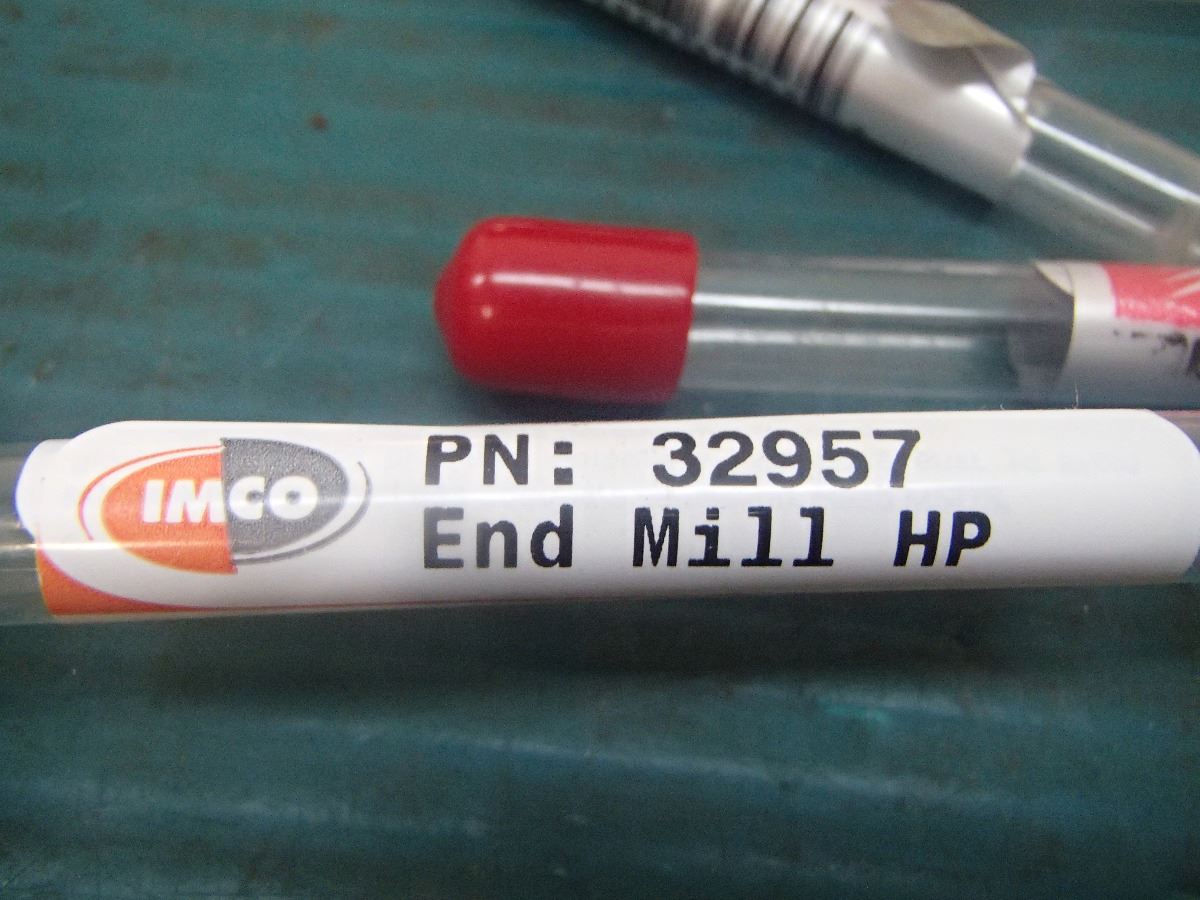 IMCO
PN: 32957
End Mill HP